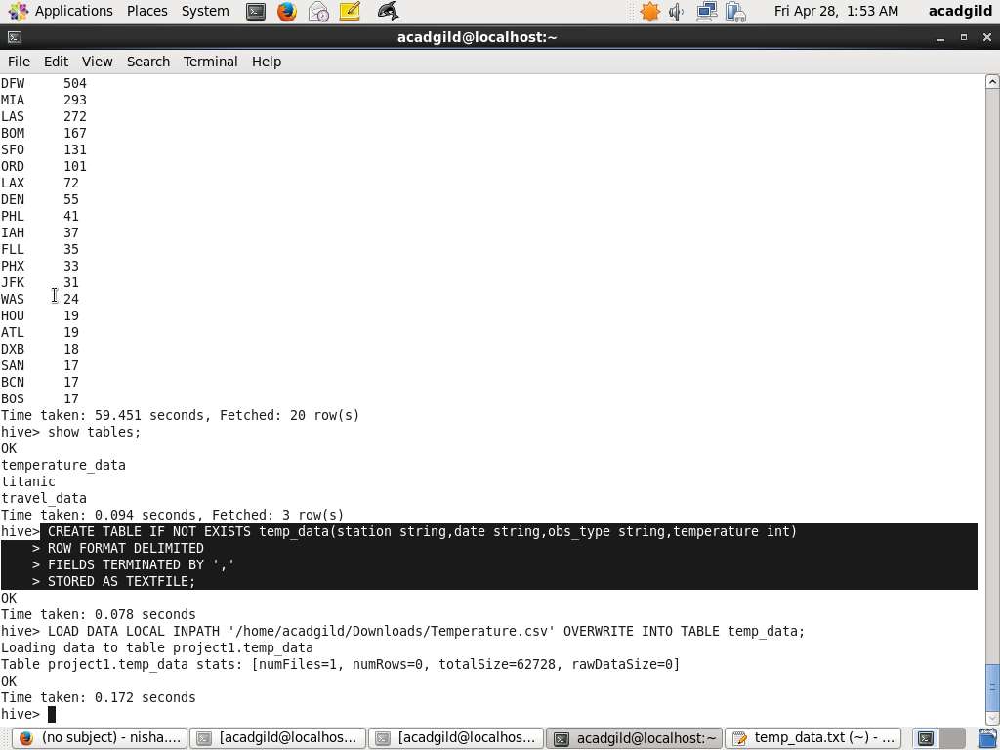 Applications Places System Fri Apr 28, 1:53 AM acadgild
acadgild@localhost:~
File Edit View Search Terminal Help
DFW 504
MIA 293
LAS 272
BOM 167
SFO 131
ORD 101
LAX 72
DEN 55
PHL 41
IAH 37
FLL 35
PHX 33
JFK 31
WAS 24
HOU 19
ATL 19
DXB 18
SAN 17
BCN 17
BOS 17
Time taken: 59.451 seconds, Fetched: 20 row(s)
hive> show tables;
OK
temperature_data
titanic
travel_data
Time taken: 0.094 seconds, Fetched: 3 row(s)
hive> CREATE TABLE IF NOT EXISTS temp_data(station string,date string,obs_type string,temperature int)
> ROW FORMAT DELIMITED
> FIELDS TERMINATED BY ','
> STORED AS TEXTFILE;
OK
Time taken: 0.078 seconds
hive> LOAD DATA LOCAL INPATH '/home/acadgild/Downloads/Temperature.csv' OVERWRITE INTO TABLE temp_data;
Loading data to table project1.temp_data
Table project1.temp_data stats: [numFiles=1, numRows=0, totalSize=62728, rawDataSize=0]
OK
Time taken: 0.172 seconds
hive>
(no subject) - nisha.... [acadgild@localhos... [acadgild@localhos... acadgild@localhost:~ temp_data.txt (~) - ...